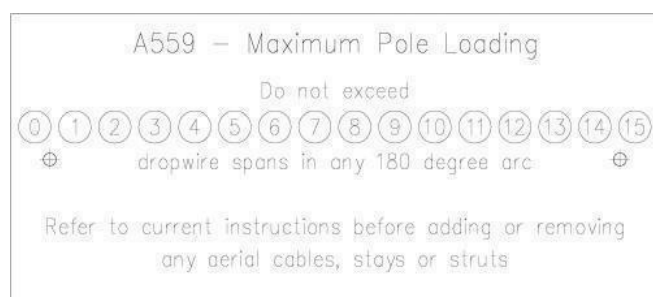 A559 - Maximum Pole Loading
Do not exceed
0 1 2 3 4 5 6 7 8 9 10 11 12 13 14 15
dropwire spans in any 180 degree arc
Refer to current instructions before adding or removing
any aerial cables, stays or struts